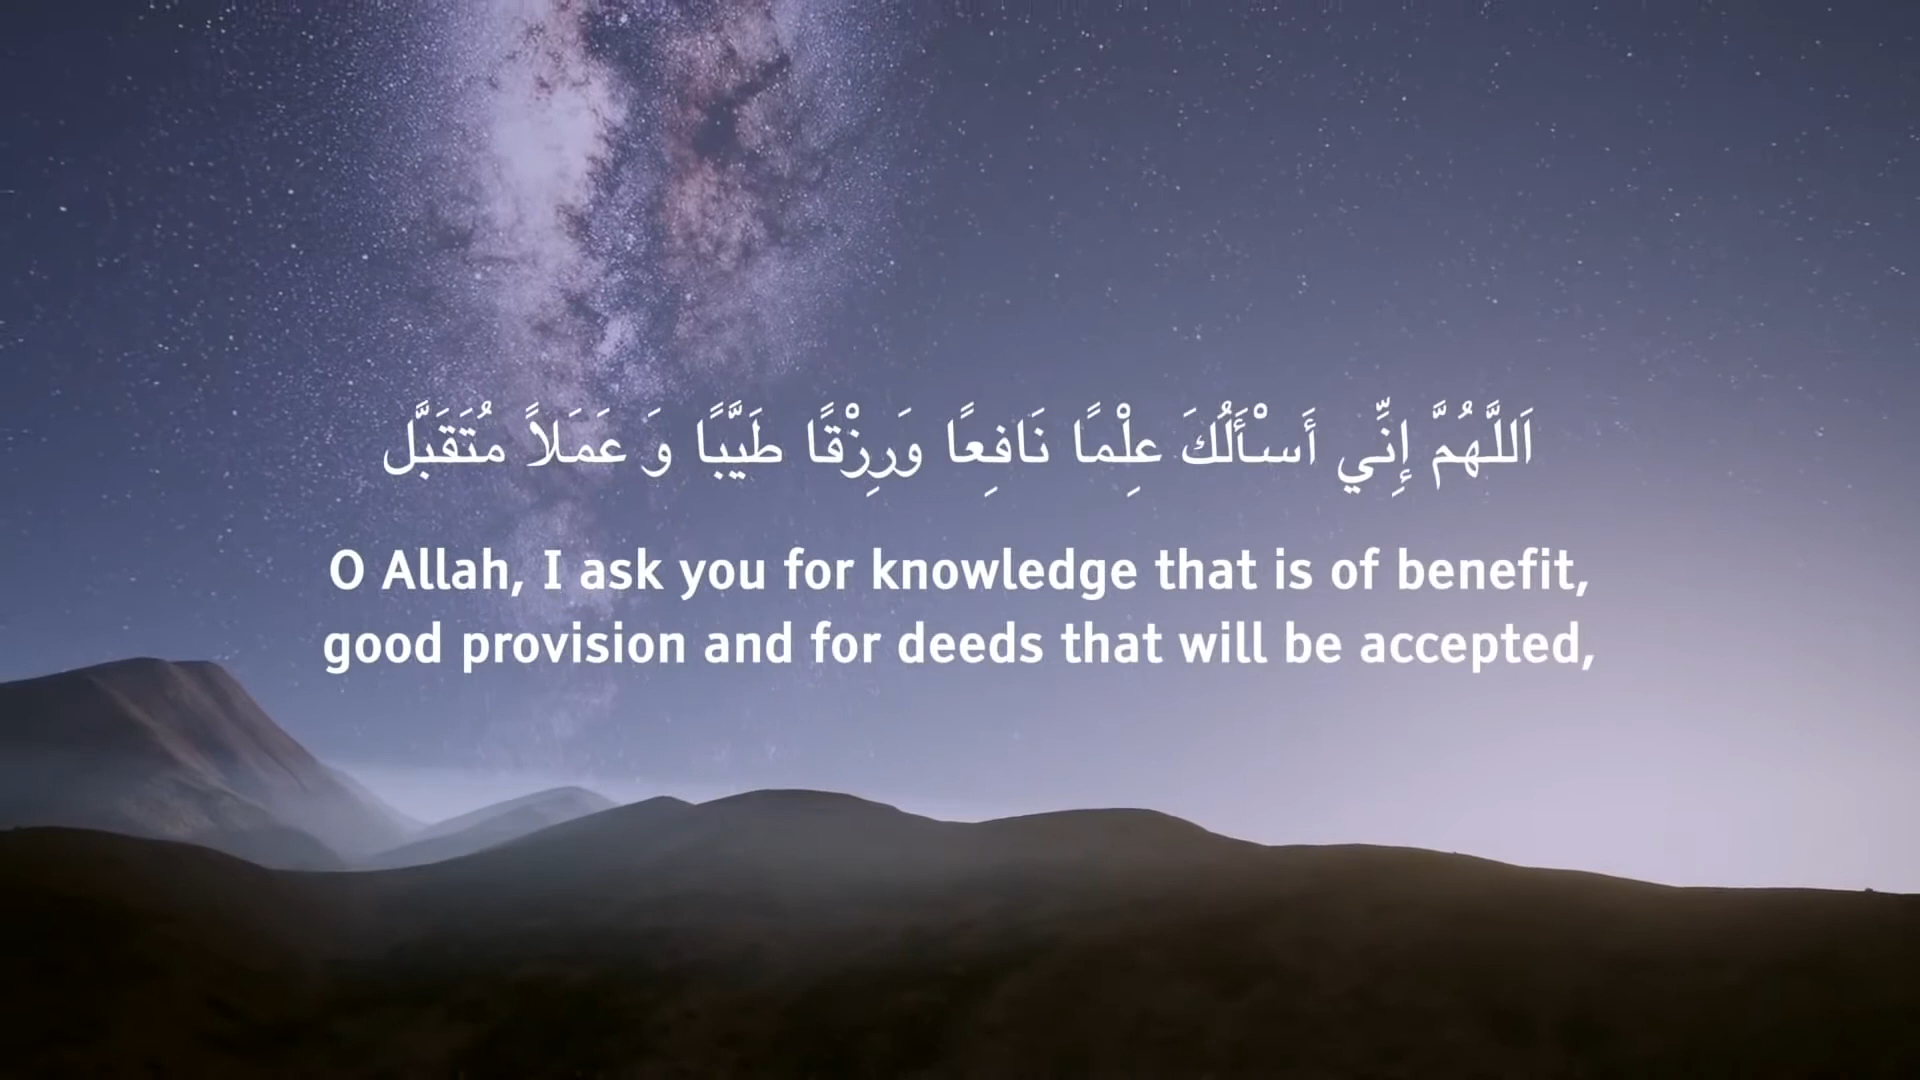 اَللَّهُمَّ إِنِّي أَسْأَلُكَ عِلْمًا نَافِعًا وَرِزْقًا طَيَّبًا وَ عَمَلاً مُتَقَبَّل
O Allah, I ask you for knowledge that is of benefit,
good provision and for deeds that will be accepted,